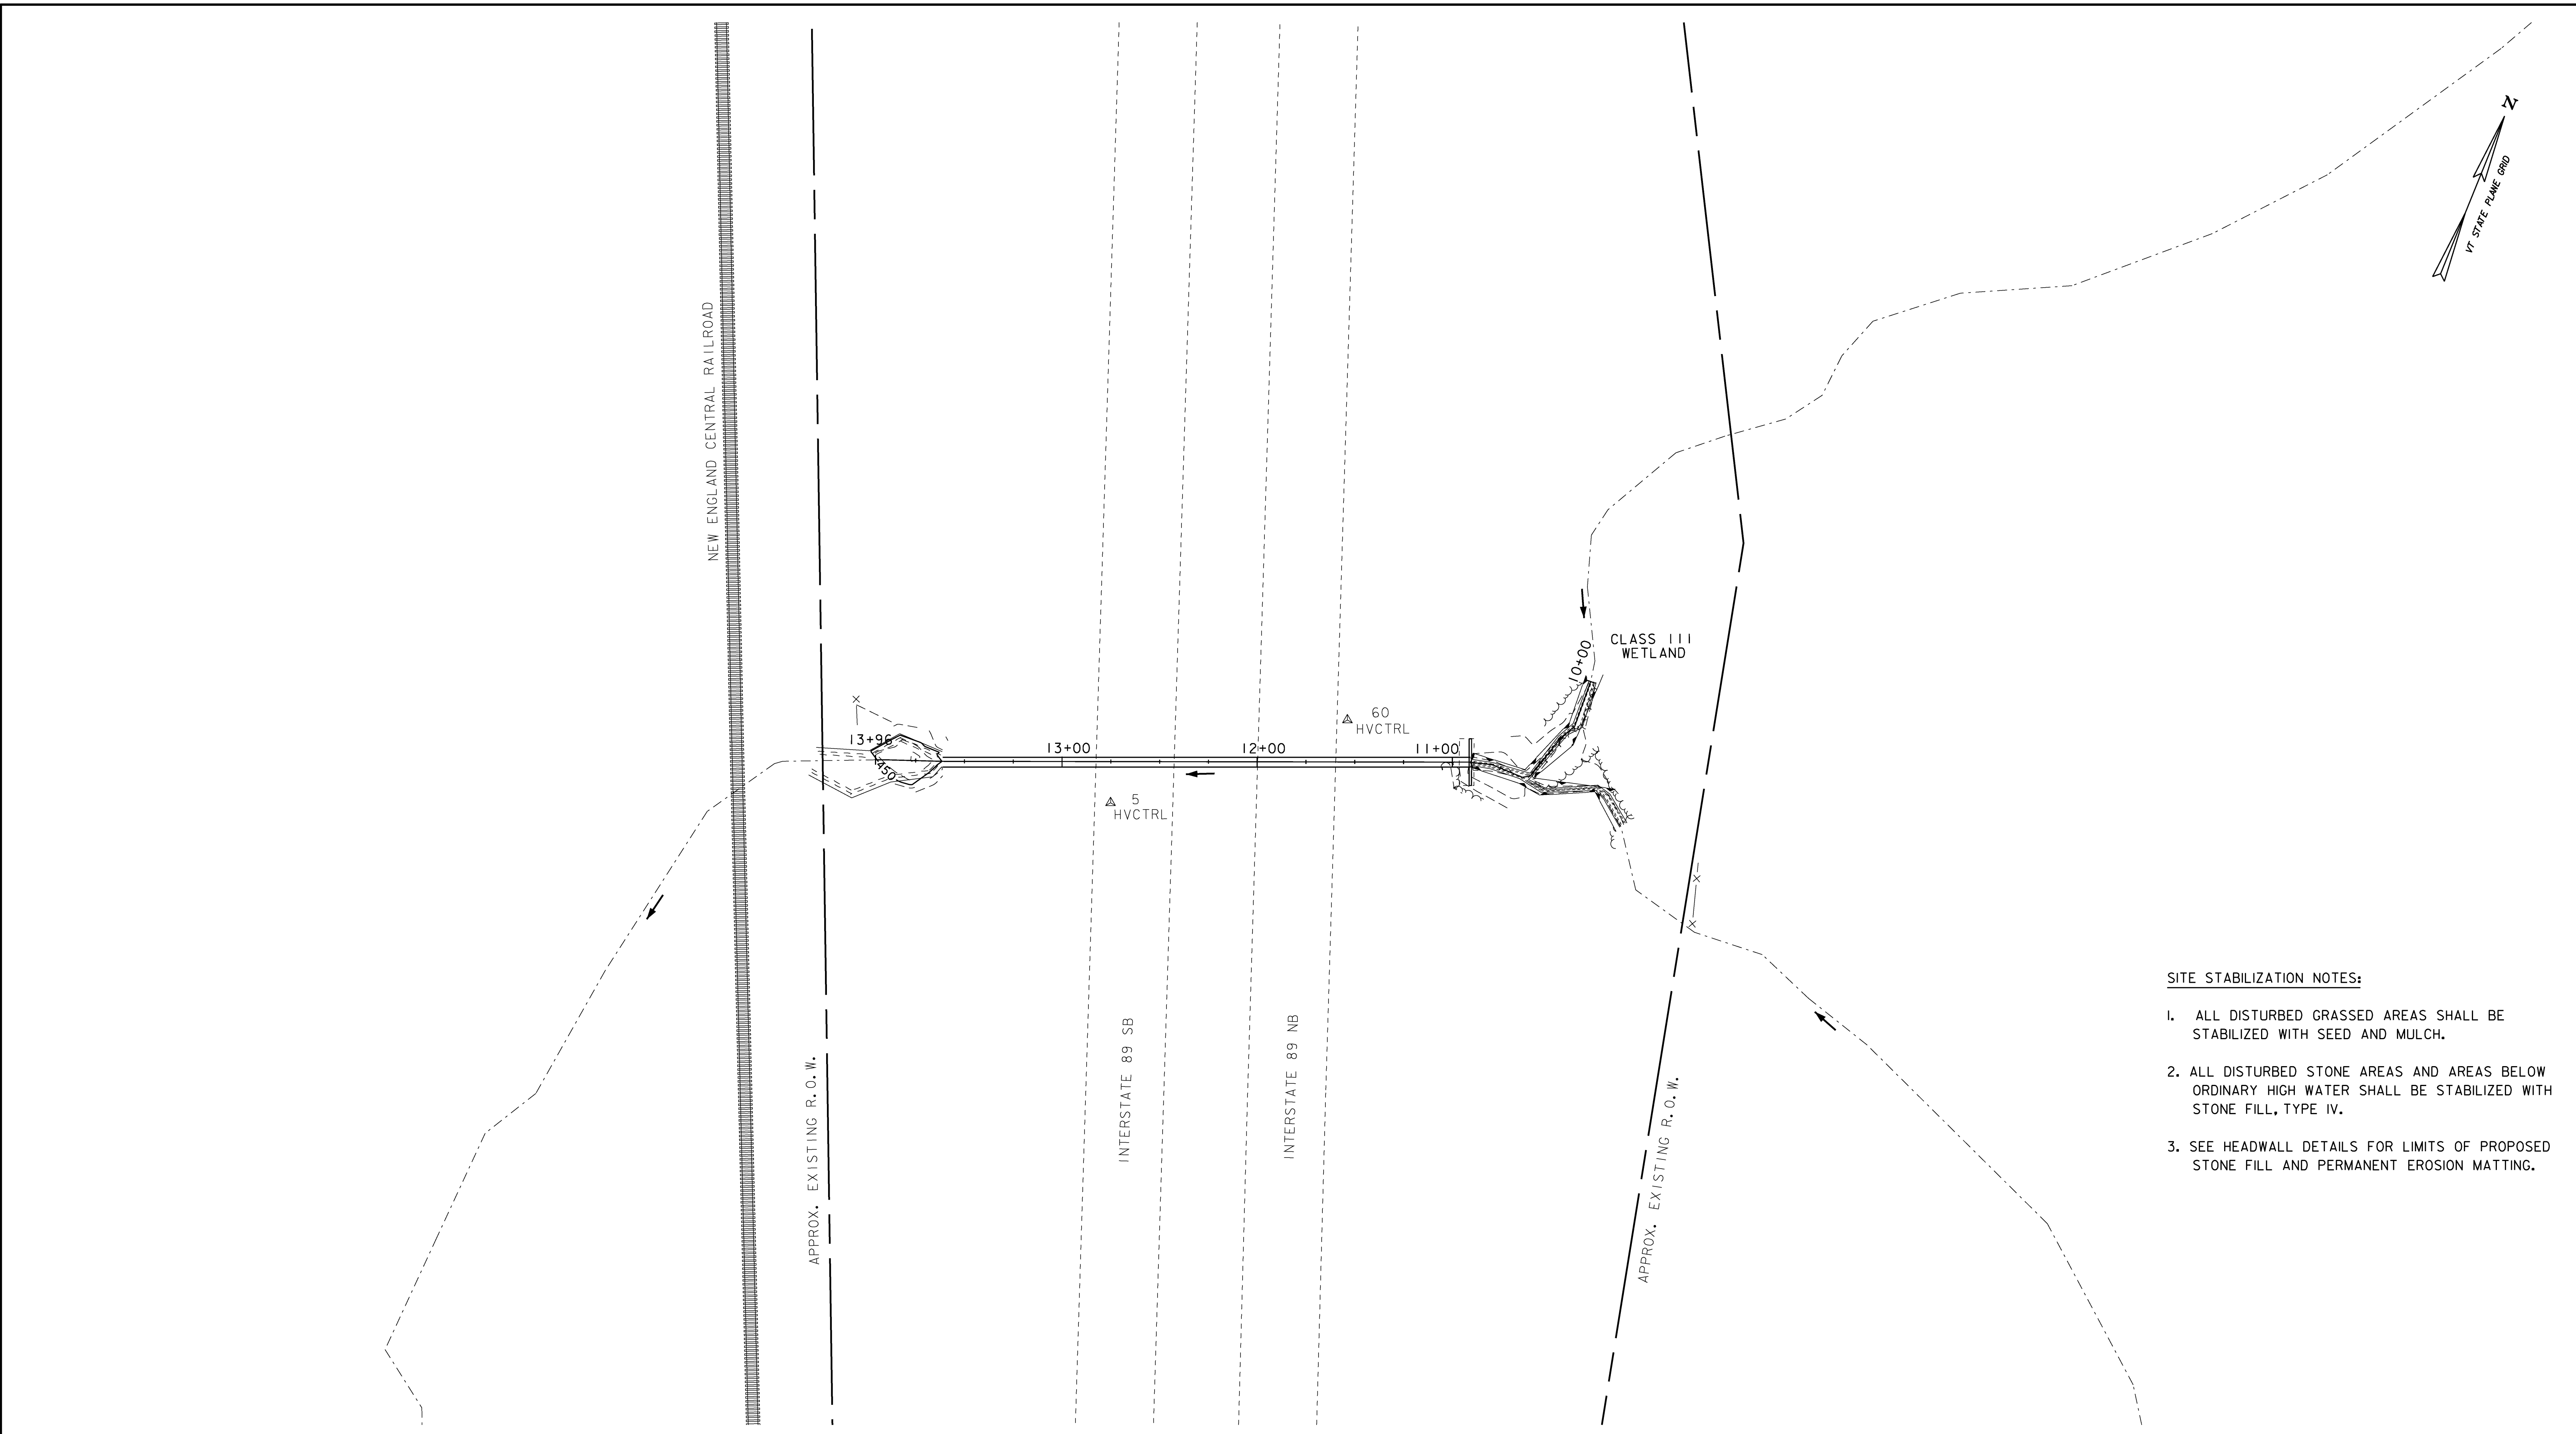 N
VT STATE PLANE GRID
NEW ENGLAND CENTRAL RAILROAD
CLASS III
WETLAND
10+00
60
HVCTRL
13+96
13+00
12+00
11+00
450
5
HVCTRL
SITE STABILIZATION NOTES:
1. ALL DISTURBED GRASSED AREAS SHALL BE
STABILIZED WITH SEED AND MULCH.
2. ALL DISTURBED STONE AREAS AND AREAS BELOW
ORDINARY HIGH WATER SHALL BE STABILIZED WITH
STONE FILL, TYPE IV.
3. SEE HEADWALL DETAILS FOR LIMITS OF PROPOSED
STONE FILL AND PERMANENT EROSION MATTING.
APPROX. EXISTING R.O.W.
INTERSTATE 89 SB
INTERSTATE 89 NB
APPROX. EXISTING R.O.W.